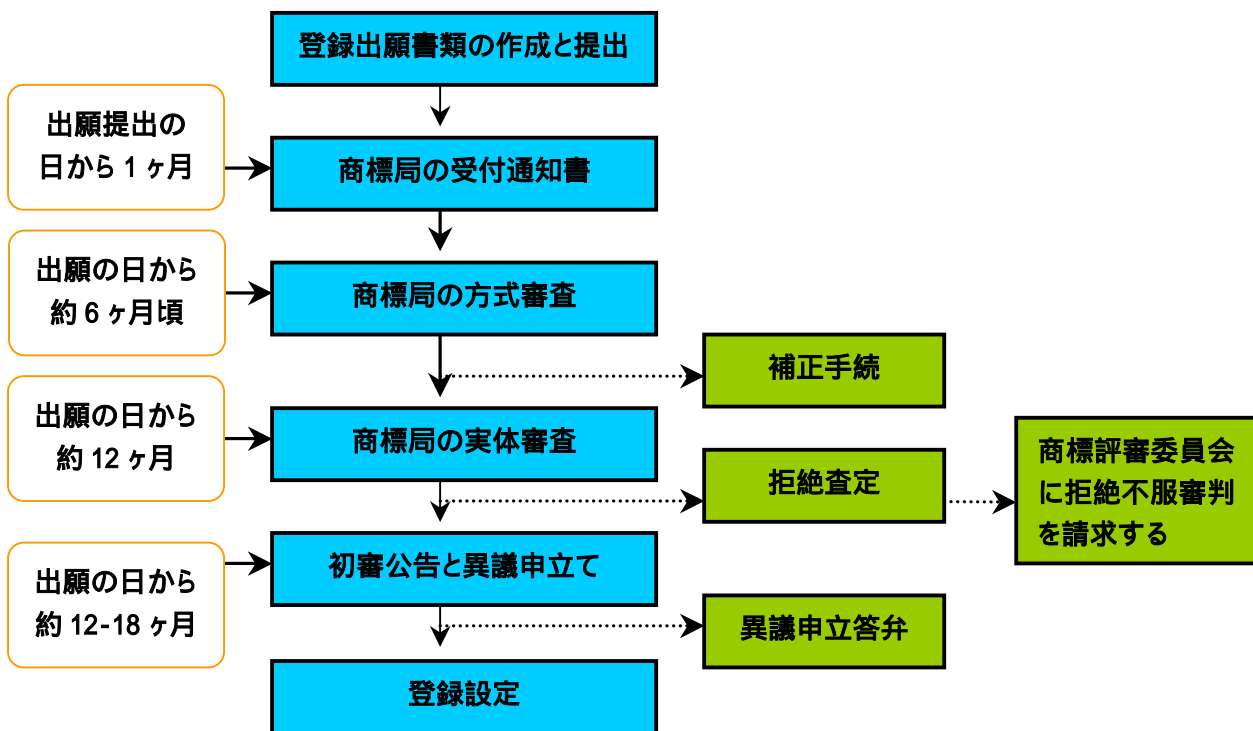 登録出願書類の作成と提出
出願提出の
日から 1 ヶ月
商標局の受付通知書
出願の日から
約 6 ヶ月頃
商標局の方式審査
補正手続
出願の日から
約 12 ヶ月
商標局の実体審査
拒絶査定
商標評審委員会
に拒絶不服審判
を請求する
出願の日から
約 12-18 ヶ月
初審公告と異議申立て
異議申立答弁
登録設定